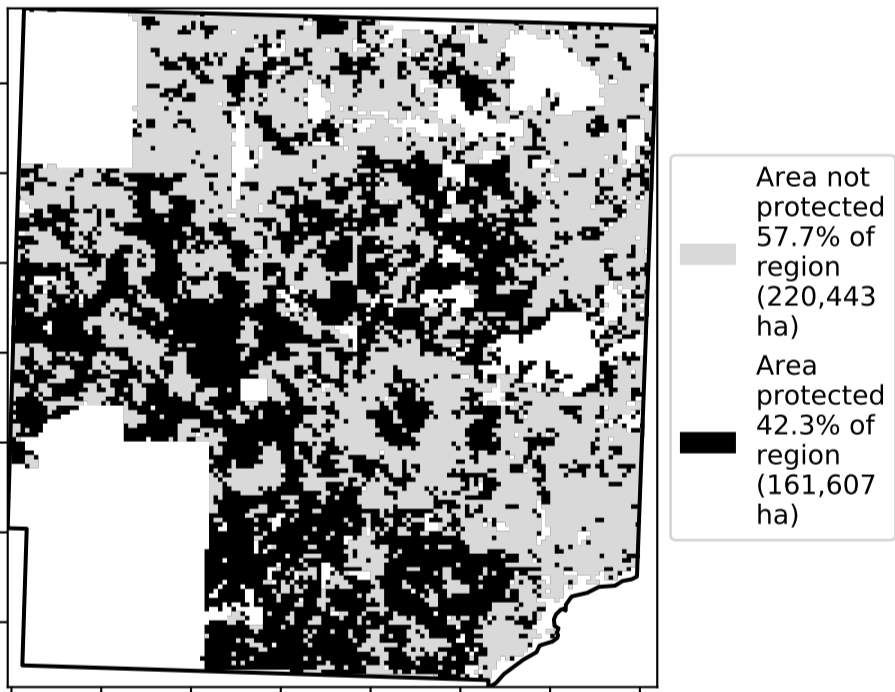 Area not
protected
57.7% of
region
(220,443
ha)
Area
protected
42.3% of
region
(161,607
ha)